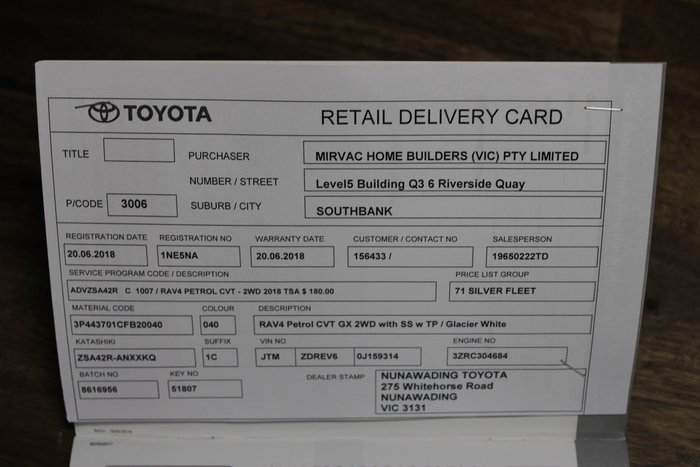 TOYOTA RETAIL DELIVERY CARD
TITLE PURCHASER MIRVAC HOME BUILDERS (VIC) PTY LIMITED
NUMBER / STREET Level5 Building Q3 6 Riverside Quay
P/CODE 3006 SUBURB / CITY SOUTHBANK
REGISTRATION DATE REGISTRATION NO WARRANTY DATE CUSTOMER / CONTACT NO SALESPERSON
20.06.2018 1NE5NA 20.06.2018 156433 / 19650222TD
SERVICE PROGRAM CODE / DESCRIPTION PRICE LIST GROUP
ADVZSA42R C 1007 / RAV4 PETROL CVT - 2WD 2018 TSA $ 180.00 71 SILVER FLEET
MATERIAL CODE COLOUR DESCRIPTION
3P443701CFB20040 040 RAV4 Petrol CVT GX 2WD with SS w TP / Glacier White
KATASHIKI SUFFIX VIN NO ENGINE NO
ZSA42R-ANXXKQ 1C JTM ZDREV6 0J159314 3ZRC304684
BATCH NO KEY NO DEALER STAMP NUNAWADING TOYOTA
8616956 51807 275 Whitehorse Road
NUNAWADING
VIC 3131